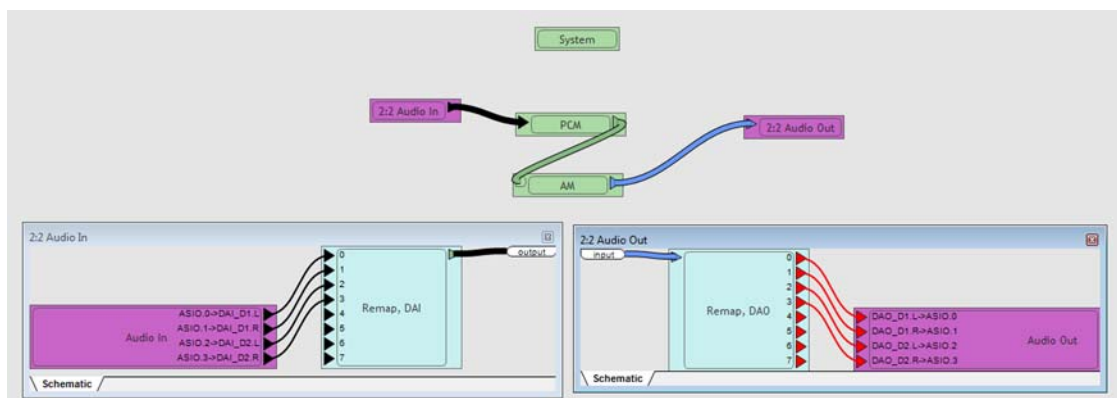 System
2:2 Audio In
PCM
2:2 Audio Out
AM
2:2 Audio In
output
0
1
2
3
4
5
6
7
Remap, DAI
ASIO.0->DAI_D1.L
ASIO.1->DAI_D1.R
ASIO.2->DAI_D2.L
ASIO.3->DAI_D2.R
Audio In
Schematic
2:2 Audio Out
input
Remap, DAO
0
1
2
3
4
5
6
7
DAO_D1.L->ASIO.0
DAO_D1.R->ASIO.1
DAO_D2.L->ASIO.2
DAO_D2.R->ASIO.3
Audio Out
Schematic